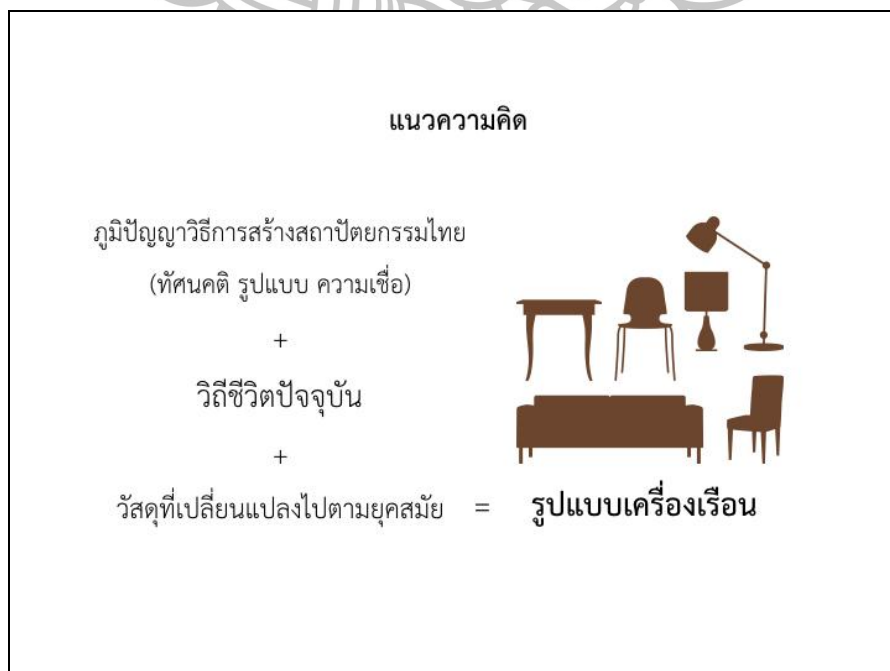 แนวความคิด
ภูมิปัญญาวิธีการสร้างสถาปัตยกรรมไทย
(ทัศนคติ รูปแบบ ความเชื่อ)
+
วิถีชีวิตปัจจุบัน
+
วัสดุที่เปลี่ยนแปลงไปตามยุคสมัย = รูปแบบเครื่องเรือน